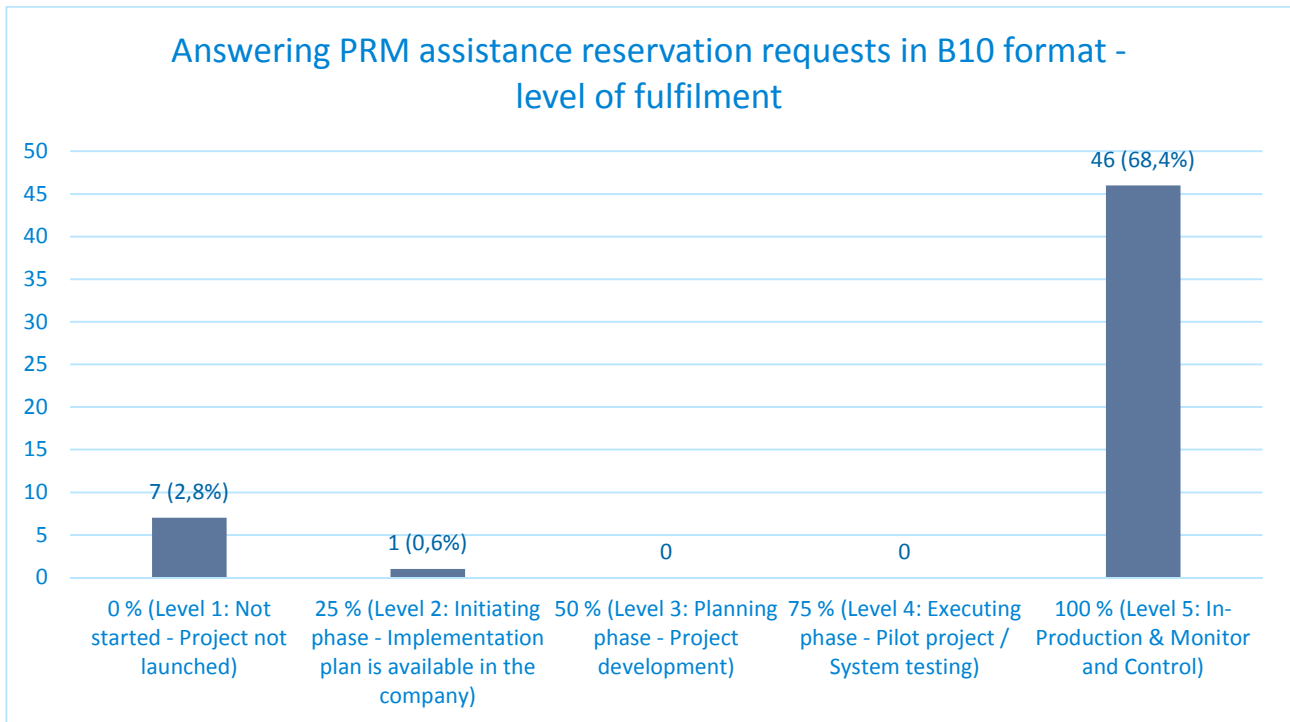 Answering PRM assistance reservation requests in B10 format -
level of fulfilment
50
45
40
35
30
25
20
15
10
5
0
7 (2,8%)
1 (0,6%)
0
0
46 (68,4%)
0 % (Level 1: Not
started - Project not
launched)
25 % (Level 2: Initiating
phase - Implementation
plan is available in the
company)
50 % (Level 3: Planning
phase - Project
development)
75 % (Level 4: Executing
phase - Pilot project /
System testing)
100 % (Level 5: In-
Production & Monitor
and Control)